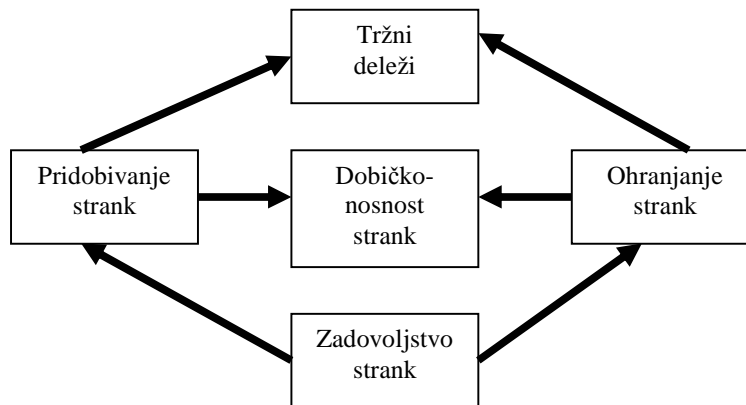 Tržni
deleži
Pridobivanje
strank
Dobičko-
nosnost
strank
Ohranjanje
strank
Zadovoljstvo
strank